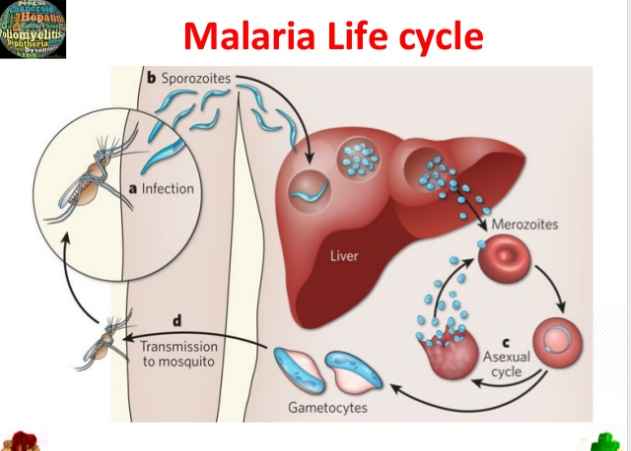 Hepatitis
Poliomyelitis
Diphtheria
Malaria Life cycle
b Sporozoites
a Infection
Liver
Merozoites
c
Asexual
cycle
d
Transmission
to mosquito
Gametocytes